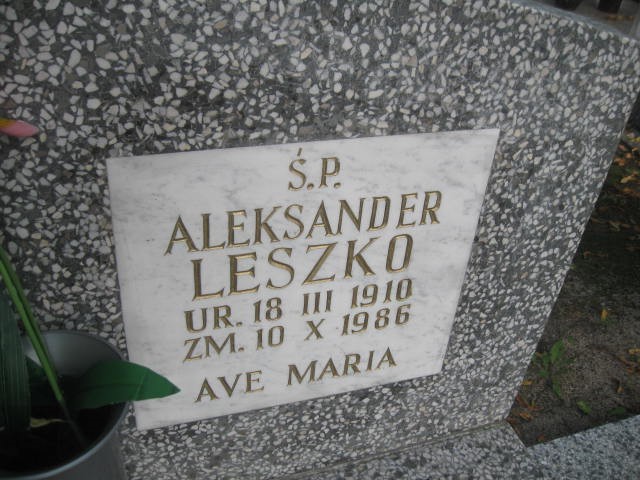 Ś.P.
ALEKSANDER
LESZKO
UR. 18 III 1910
ZM. 10 X 1986
AVE MARIA